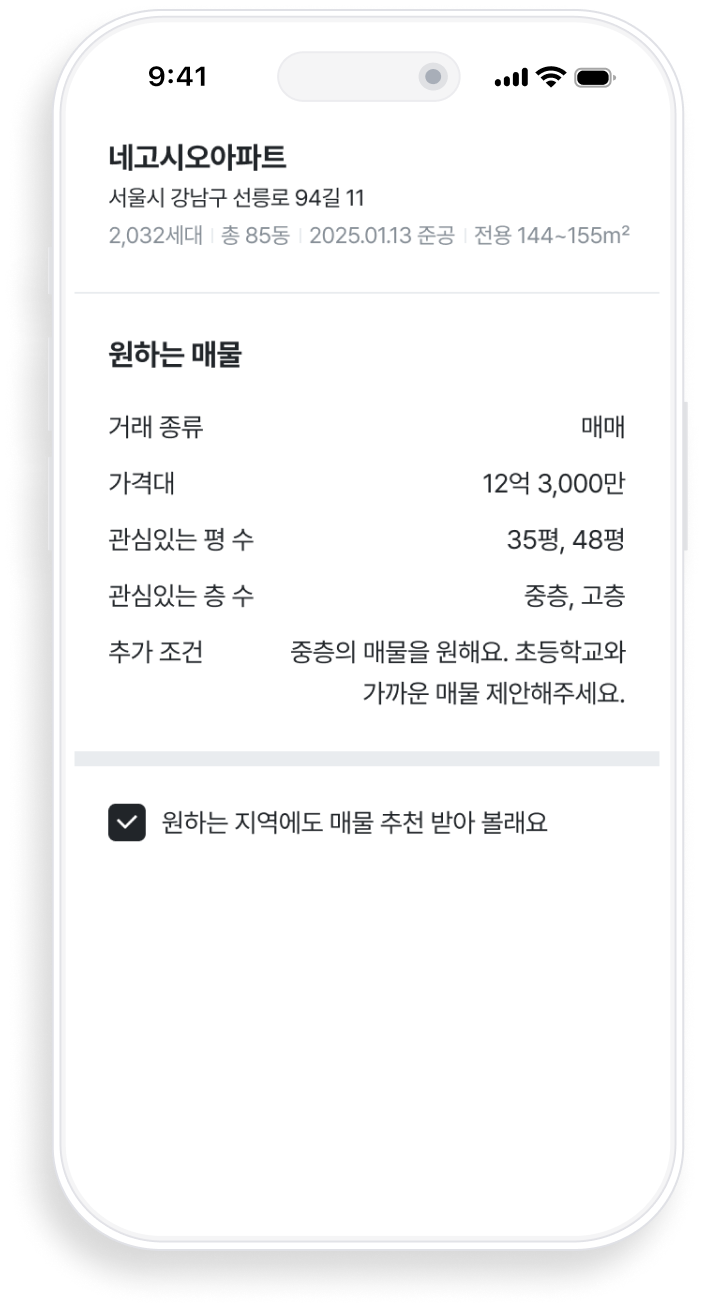 9:41
네고시오아파트
서울시 강남구 선릉로 94길 11
2,032세대 | 총 85동 | 2025.01.13 준공 | 전용 144~155m²
원하는 매물
거래 종류 매매
가격대 12억 3,000만
관심있는 평 수 35평, 48평
관심있는 층 수 중층, 고층
추가 조건 중층의 매물을 원해요. 초등학교와
가까운 매물 제안해주세요.
원하는 지역에도 매물 추천 받아 볼래요